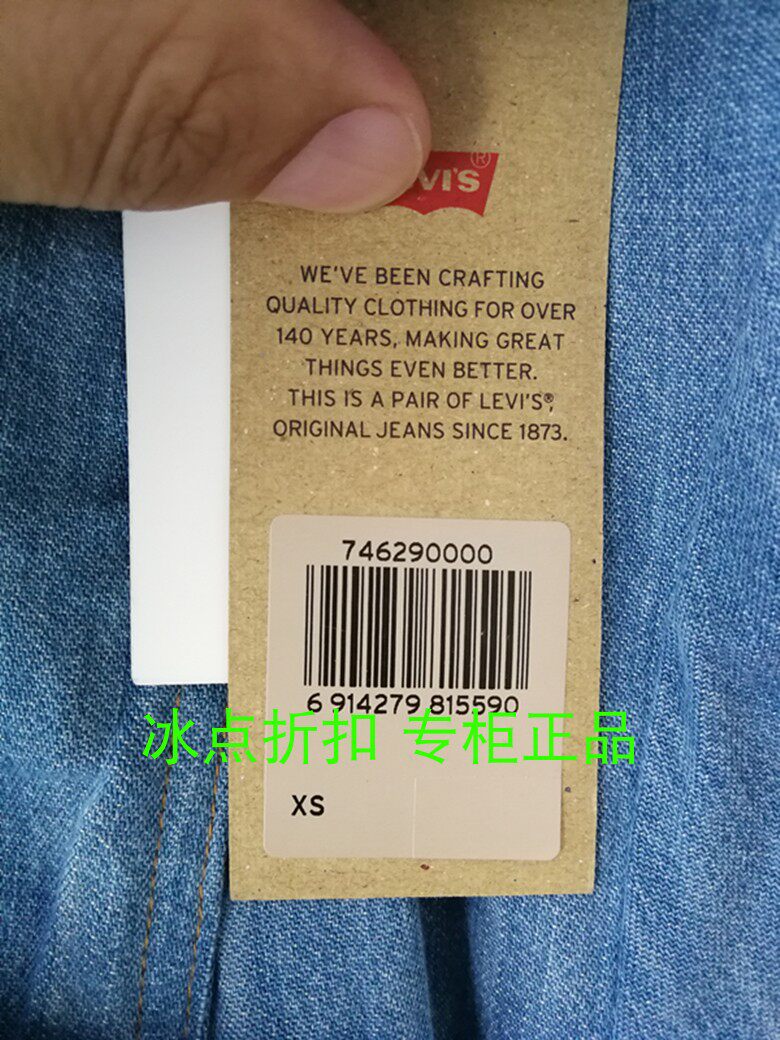 VI'S®
WE'VE BEEN CRAFTING
QUALITY CLOTHING FOR OVER
140 YEARS, MAKING GREAT
THINGS EVEN BETTER.
THIS IS A PAIR OF LEVI'S®,
ORIGINAL JEANS SINCE 1873.
746290000
6 914279 815590
冰点折扣 专柜正品
XS